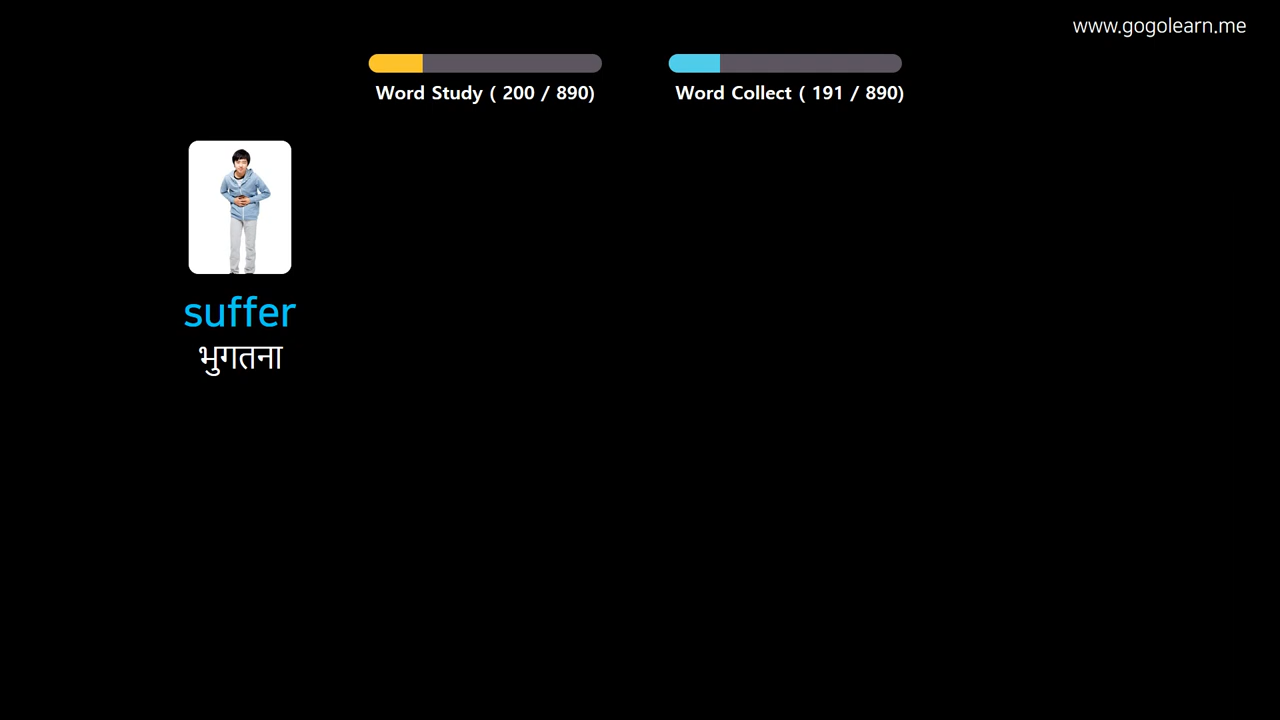 www.gogolearn.me
Word Study ( 200 / 890)
Word Collect ( 191 / 890)
suffer
भुगतना